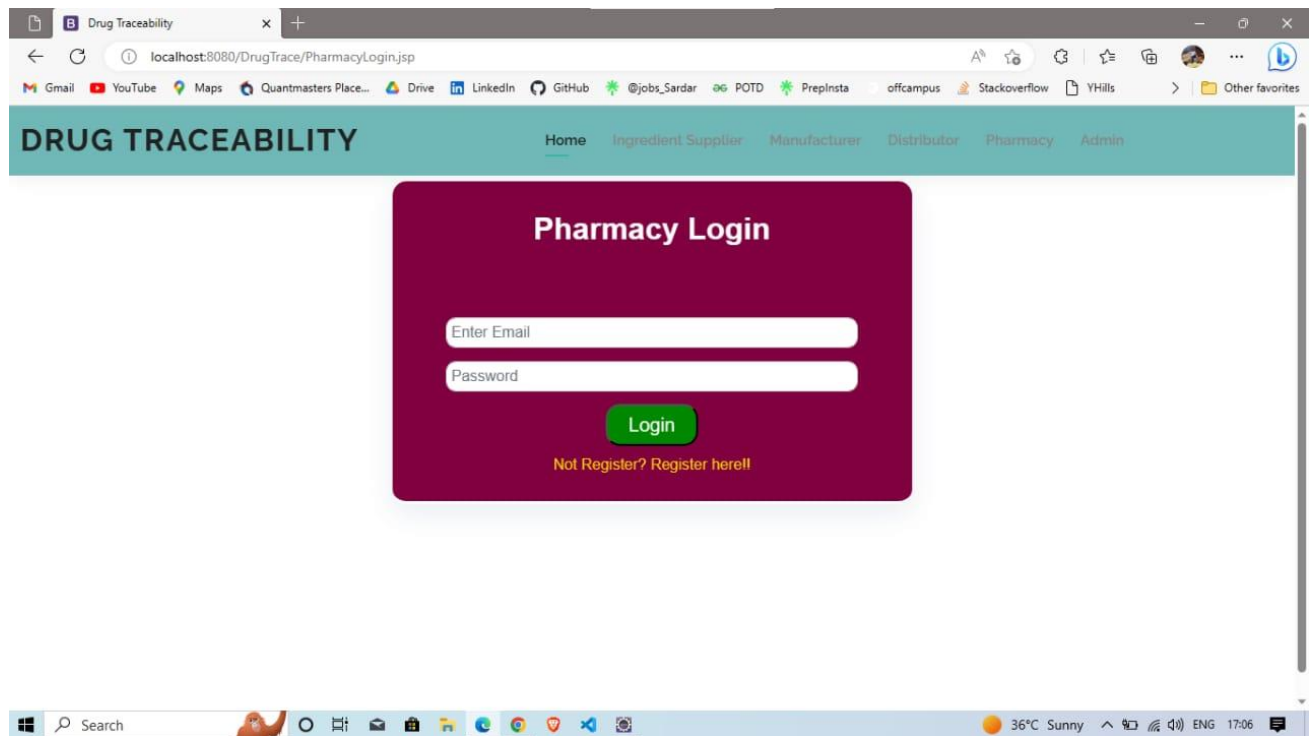 Drug Traceability
localhost:8080/DrugTrace/PharmacyLogin.jsp
Gmail YouTube Maps Quantmasters Place... Drive LinkedIn GitHub @jobs_Sardar POTD PrepInsta offcampus Stackoverflow YHills Other favorites
DRUG TRACEABILITY Home Ingredient Supplier Manufacturer Distributor Pharmacy Admin
Pharmacy Login
Enter Email
Password
Login
Not Register? Register here!!
Search 36°C Sunny ENG 17:06